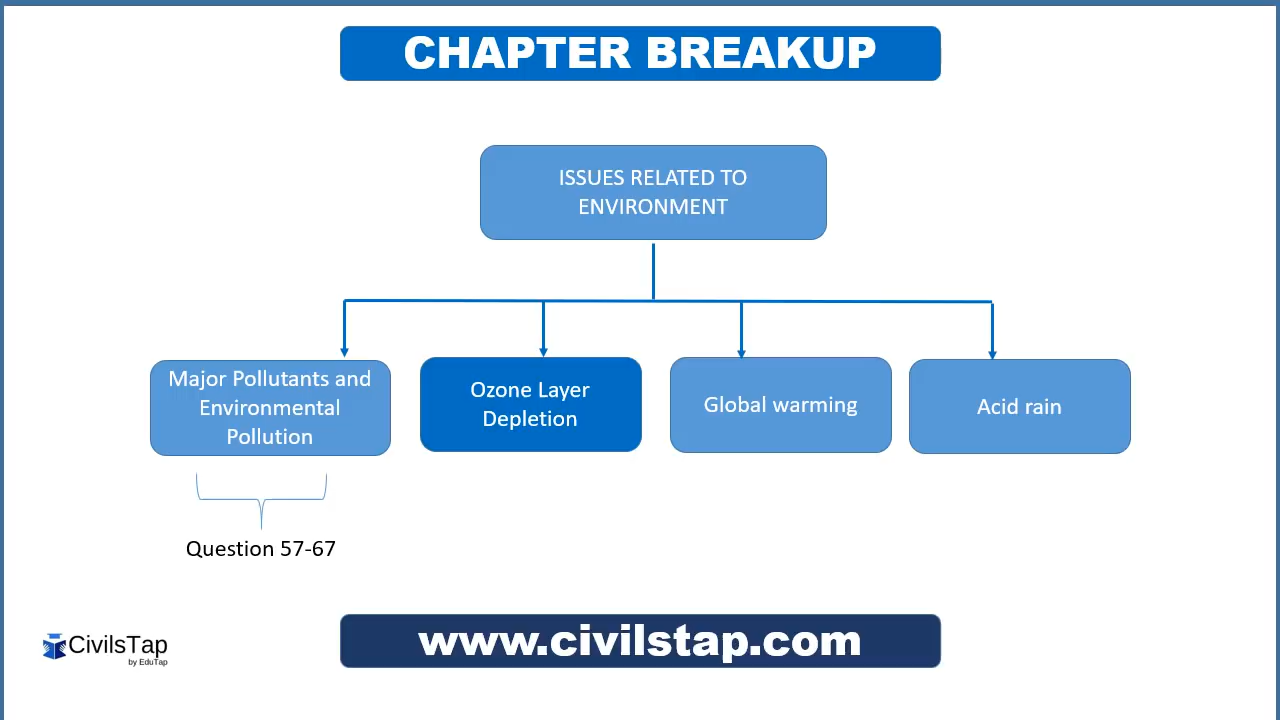 CHAPTER BREAKUP
ISSUES RELATED TO
ENVIRONMENT
Major Pollutants and
Environmental
Pollution
Ozone Layer
Depletion
Global warming
Acid rain
Question 57-67
CivilsTap
by EduTap
www.civilstap.com